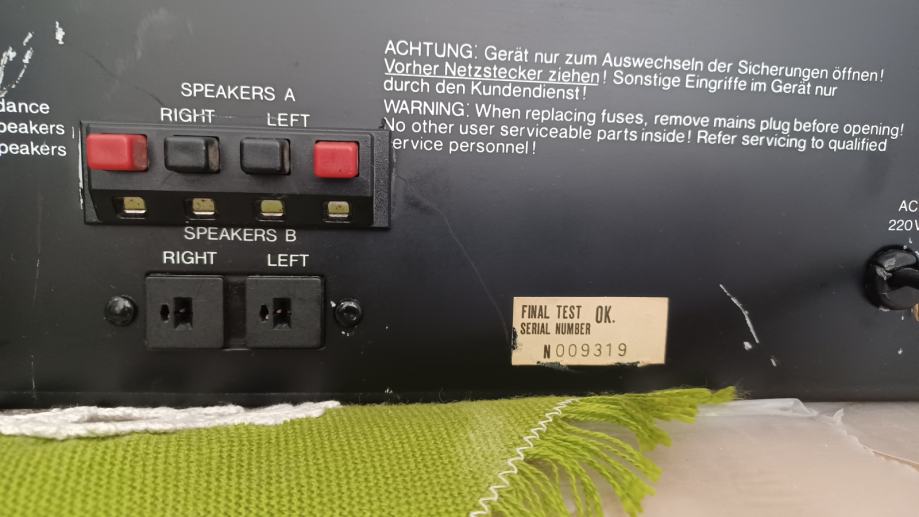 ACHTUNG: Gerät nur zum Auswechseln der Sicherungen öffnen!
Vorher Netzstecker ziehen! Sonstige Eingriffe im Gerät nur
durch den Kundendienst!
WARNING: When replacing fuses, remove mains plug before opening!
No other user serviceable parts inside! Refer servicing to qualified
ervice personnel!
SPEAKERS A
RIGHT LEFT
dance
peakers
peakers
SPEAKERS B
RIGHT LEFT
AC
220V
FINAL TEST OK.
SERIAL NUMBER
N 009319